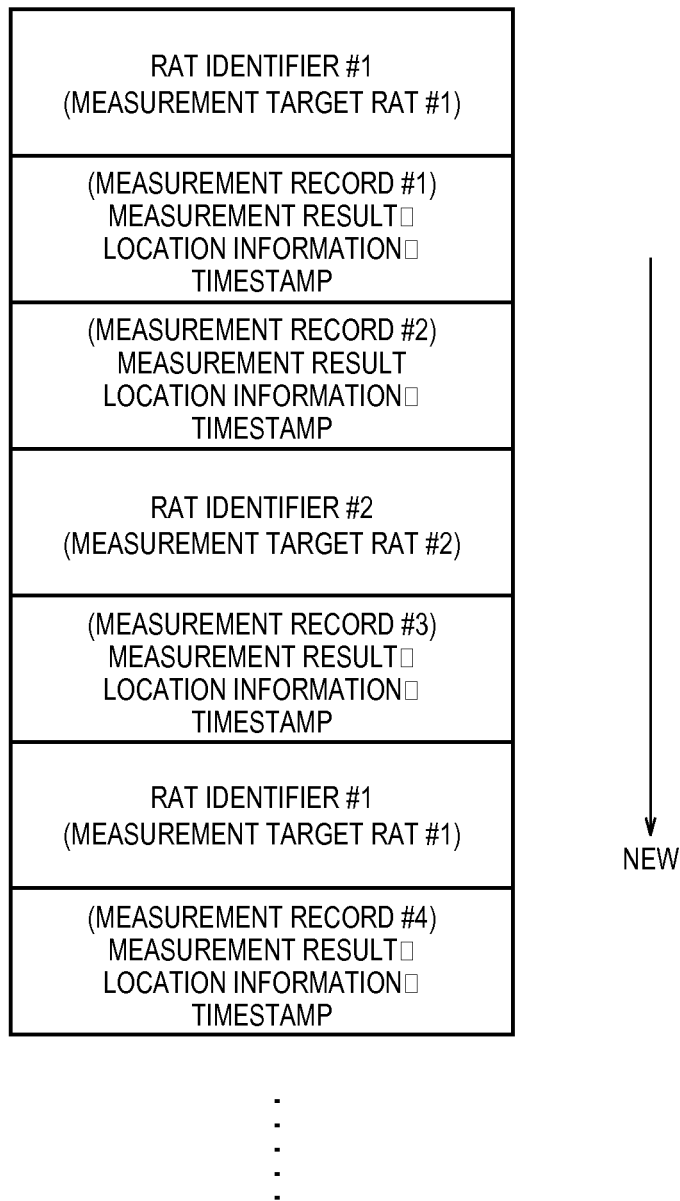 RAT IDENTIFIER #1
(MEASUREMENT TARGET RAT #1)
(MEASUREMENT RECORD #1)
MEASUREMENT RESULT□
LOCATION INFORMATION□
TIMESTAMP
(MEASUREMENT RECORD #2)
MEASUREMENT RESULT
LOCATION INFORMATION□
TIMESTAMP
RAT IDENTIFIER #2
(MEASUREMENT TARGET RAT #2)
(MEASUREMENT RECORD #3)
MEASUREMENT RESULT□
LOCATION INFORMATION□
TIMESTAMP
RAT IDENTIFIER #1
(MEASUREMENT TARGET RAT #1)
NEW
(MEASUREMENT RECORD #4)
MEASUREMENT RESULT□
LOCATION INFORMATION□
TIMESTAMP